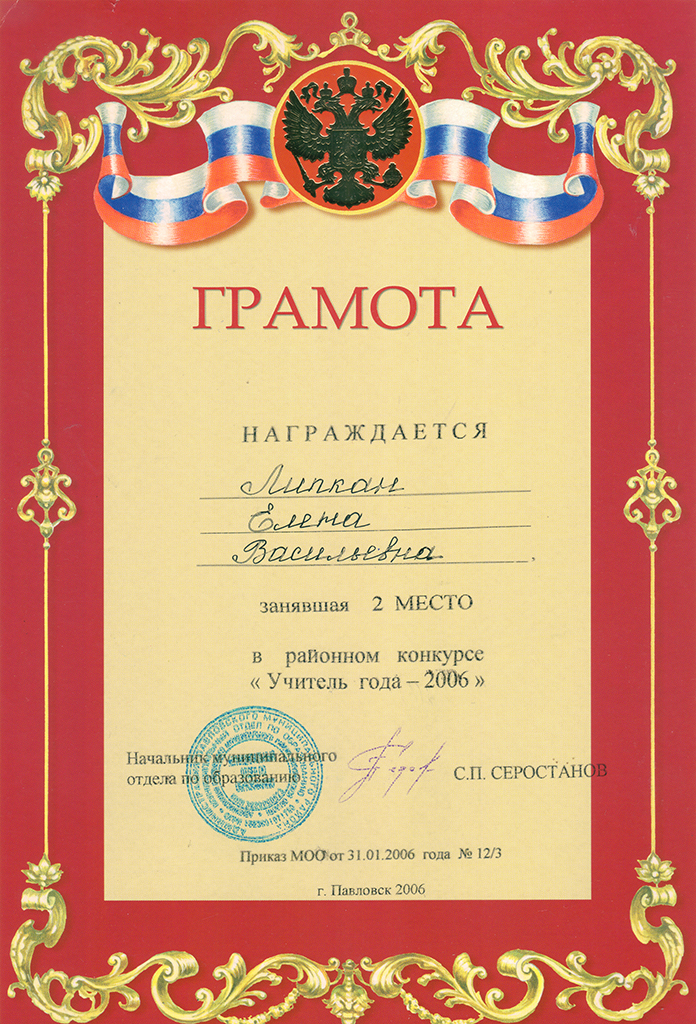 ГРАМОТА
НАГРАЖДАЕТСЯ
Липкан
Елена
Васильевна,
занявшая 2 МЕСТО
в районном конкурсе
« Учитель года – 2006 »
Начальник муниципального
отдела по образованию
С.П. СЕРОСТАНОВ
Приказ МОО от 31.01.2006 года № 12/3
г. Павловск 2006